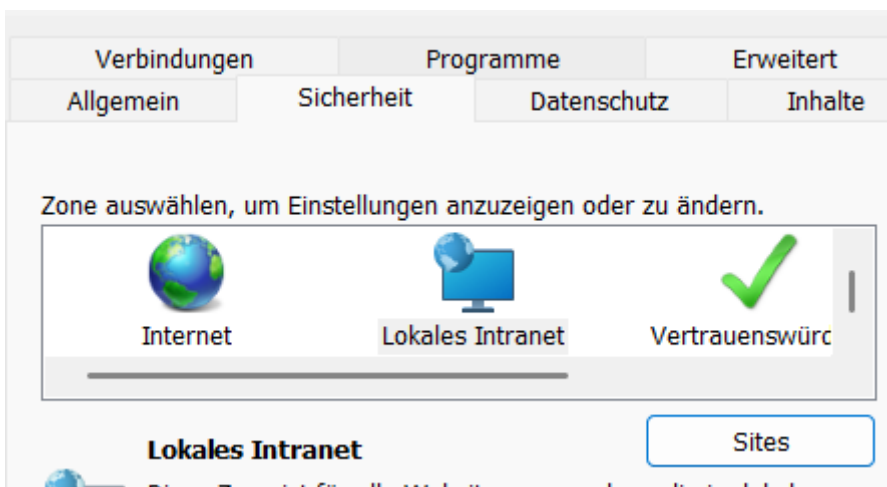 Verbindungen Programme Erweitert
Allgemein Sicherheit Datenschutz Inhalte
Zone auswählen, um Einstellungen anzuzeigen oder zu ändern.
Internet Lokales Intranet Vertrauenswürd
Sites
Lokales Intranet